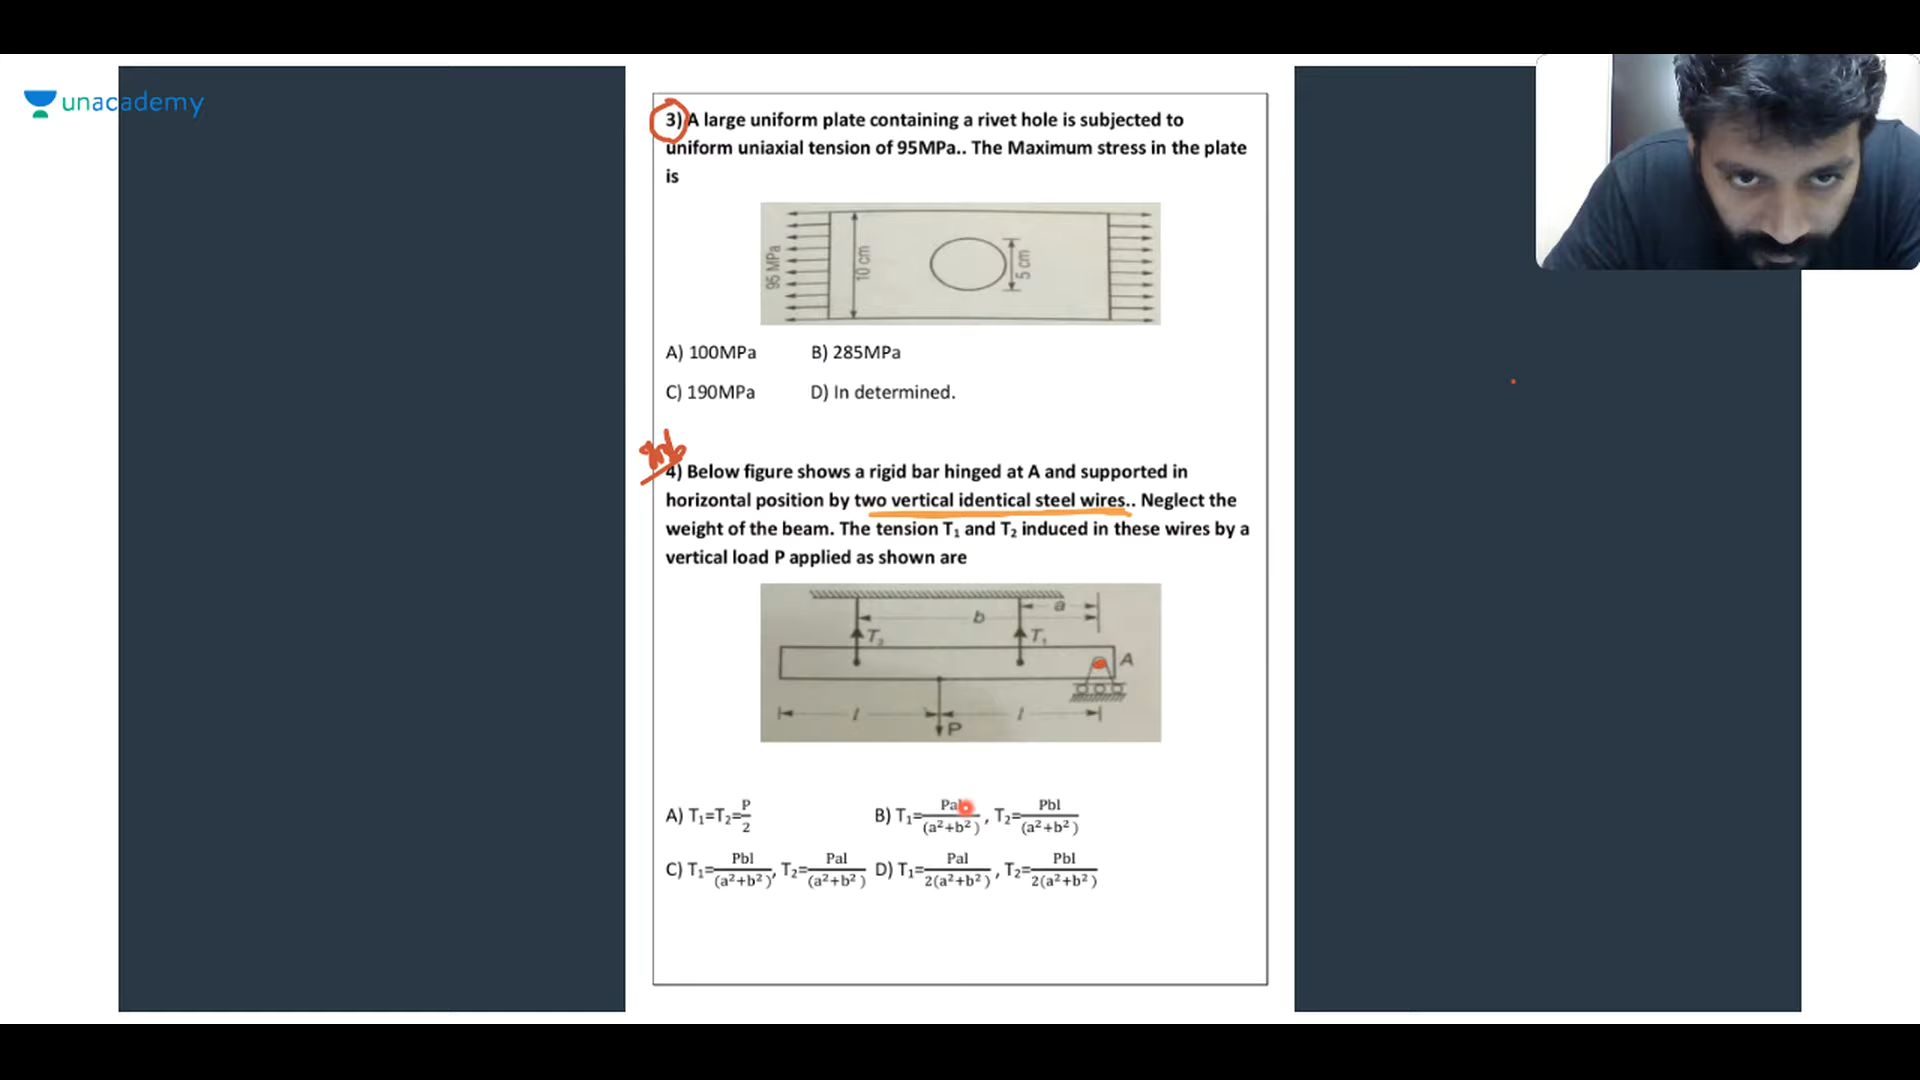 unacademy
3) A large uniform plate containing a rivet hole is subjected to
uniform uniaxial tension of 95MPa.. The Maximum stress in the plate
is
95 MPa
10 cm
5 cm
A) 100MPa B) 285MPa
C) 190MPa D) In determined.
4) Below figure shows a rigid bar hinged at A and supported in
horizontal position by two vertical identical steel wires.. Neglect the
weight of the beam. The tension T₁ and T₂ induced in these wires by a
vertical load P applied as shown are
a
b
T₂ T₁
A
l l
P
A) T₁=T₂=P/2 B) T₁=Pal/(a²+b²) , T₂=Pbl/(a²+b²)
C) T₁=Pbl/(a²+b²), T₂=Pal/(a²+b²) D) T₁=Pal/2(a²+b²) , T₂=Pbl/2(a²+b²)